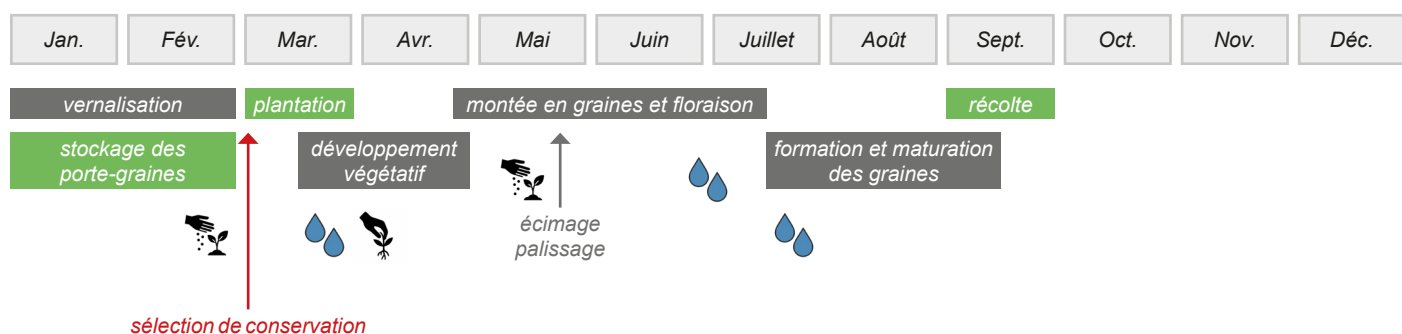 Jan.
Fév.
Mar.
Avr.
Mai
Juin
Juillet
Août
Sept.
Oct.
Nov.
Déc.
vernalisation
plantation
montée en graines et floraison
récolte
stockage des
porte-graines
développement
végétatif
formation et maturation
des graines
écimage
palissage
sélection de conservation